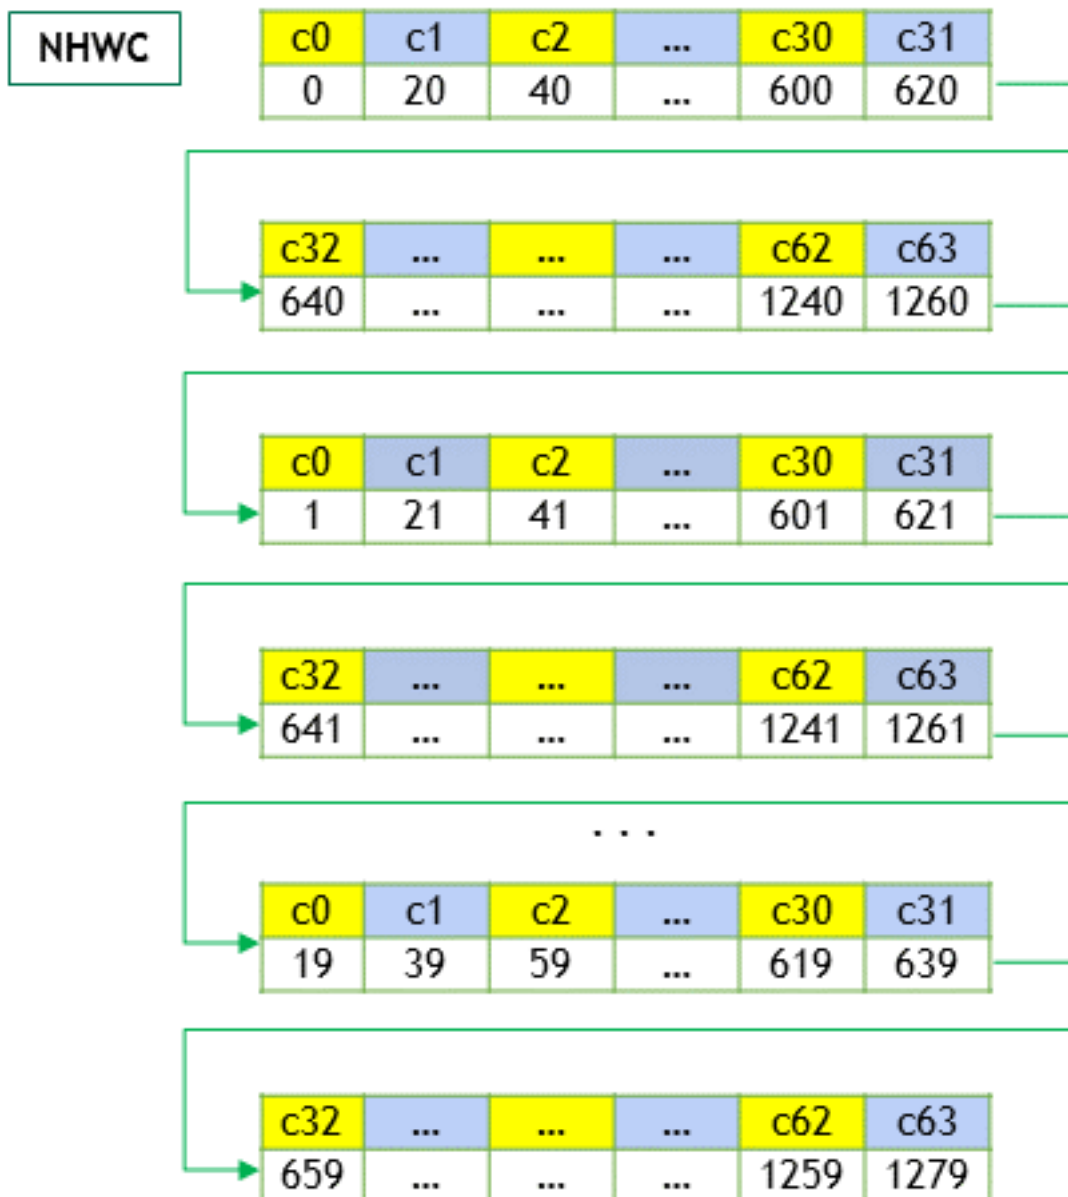 NHWC
c0 c1 c2 ... c30 c31
0 20 40 ... 600 620
c32 ... ... ... c62 c63
640 ... ... ... 1240 1260
c0 c1 c2 ... c30 c31
1 21 41 ... 601 621
c32 ... ... ... c62 c63
641 ... ... ... 1241 1261
. . .
c0 c1 c2 ... c30 c31
19 39 59 ... 619 639
c32 ... ... ... c62 c63
659 ... ... ... 1259 1279